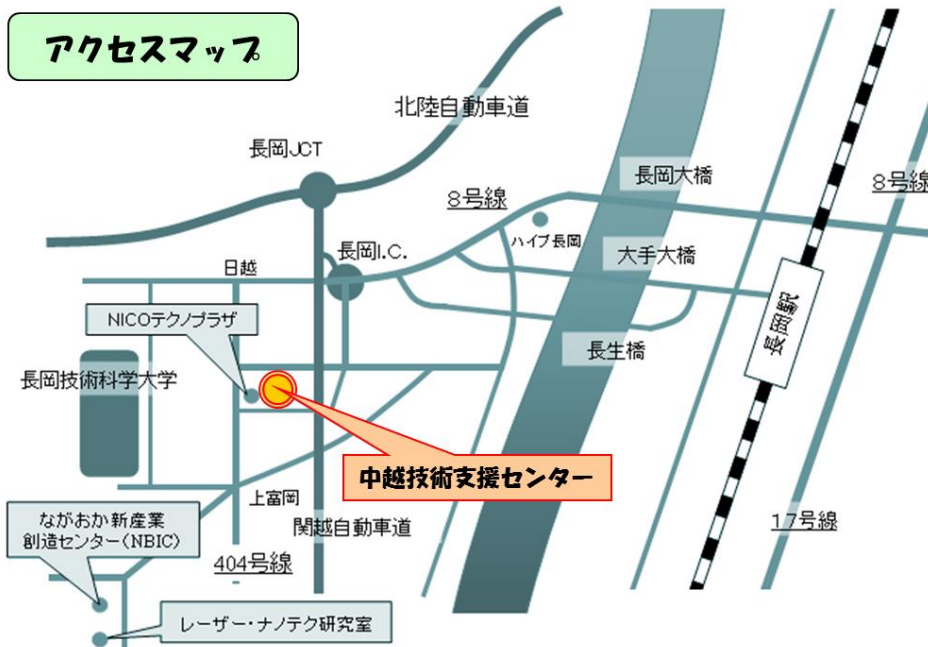 アクセスマップ
北陸自動車道
長岡JCT
長岡大橋
8号線
8号線
ハイブ長岡
長岡I.C.
大手大橋
日越
NICOテクノプラザ
長岡駅
長生橋
長岡技術科学大学
中越技術支援センター
上富岡
ながおか新産業
創造センター(NBIC)
関越自動車道
17号線
404号線
レーザー・ナノテク研究室